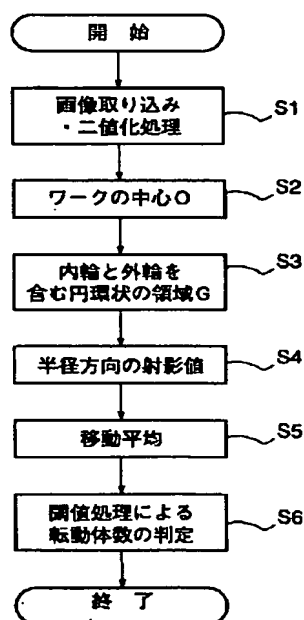 開始
画像取り込み
・二値化処理
S1
ワークの中心O
S2
内輪と外輪を
含む円環状の領域G
S3
半径方向の射影値
S4
移動平均
S5
閾値処理による
転動体数の判定
S6
終了